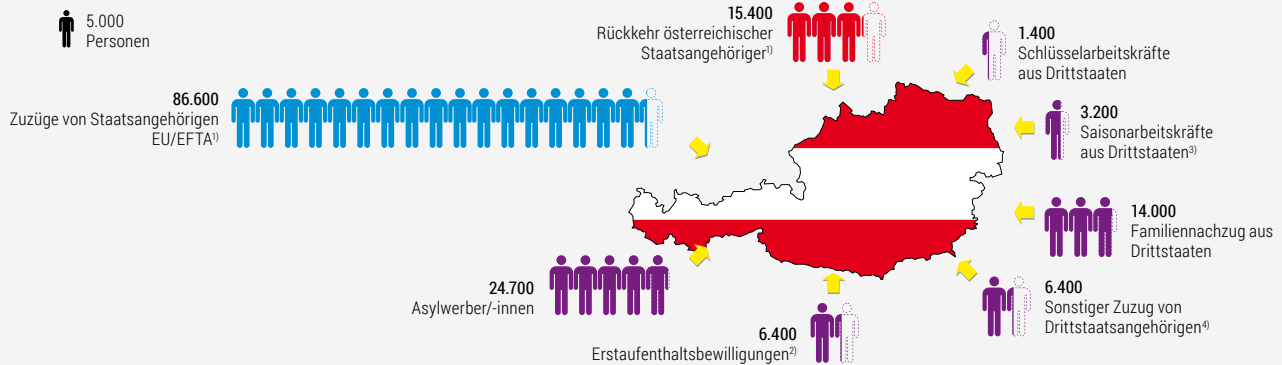 5.000
Personen
15.400
Rückkehr österreichischer
Staatsangehöriger¹⁾
1.400
Schlüsselarbeitskräfte
aus Drittstaaten
86.600
Zuzüge von Staatsangehörigen
EU/EFTA¹⁾
3.200
Saisonarbeitskräfte
aus Drittstaaten³⁾
14.000
Familiennachzug aus
Drittstaaten
24.700
Asylwerber/-innen
6.400
Erstaufenthaltsbewilligungen²⁾
6.400
Sonstiger Zuzug von
Drittstaatsangehörigen⁴⁾